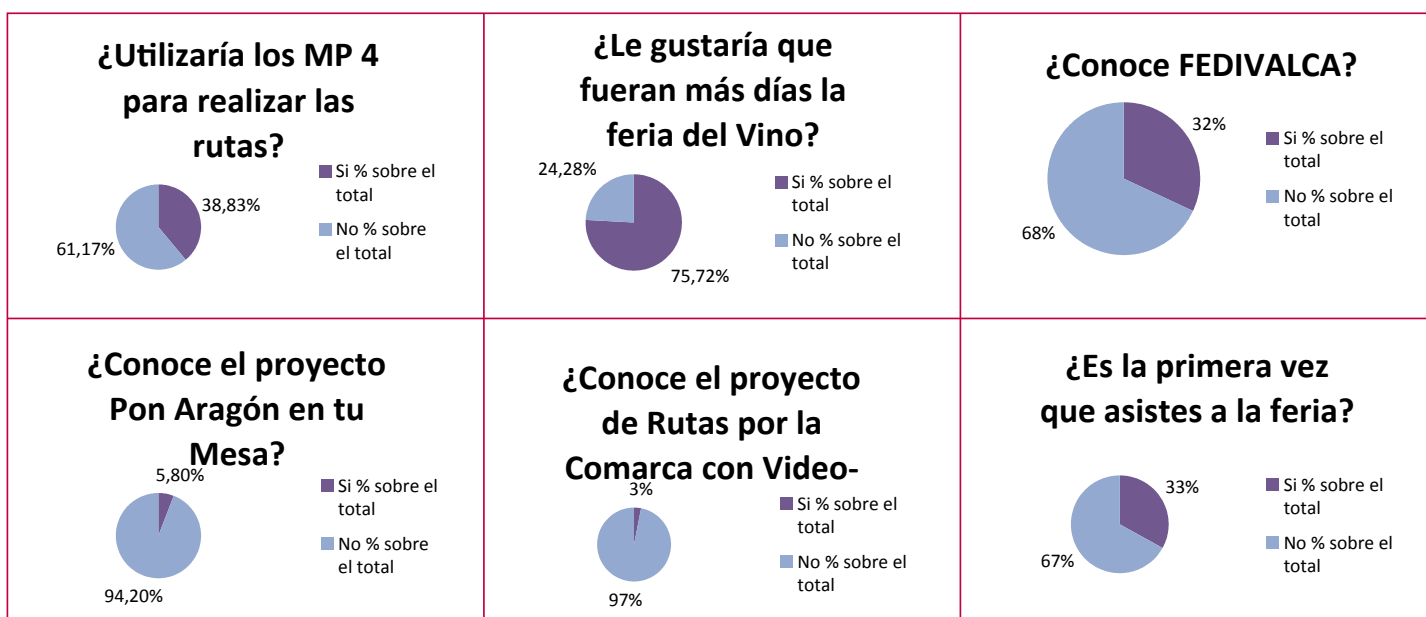 ¿Utilizaría los MP 4
para realizar las
rutas?
Si % sobre el
total
38,83%
No % sobre
el total
61,17%
¿Le gustaría que
fueran más días la
feria del Vino?
24,28%
Si % sobre el
total
No % sobre el
total
75,72%
¿Conoce FEDIVALCA?
32%
Si % sobre el
total
No % sobre el
total
68%
¿Conoce el proyecto
Pon Aragón en tu
Mesa?
5,80%
Si % sobre el
total
No % sobre
el total
94,20%
¿Conoce el proyecto
de Rutas por la
Comarca con Video-
3%
Si % sobre el
total
No % sobre el
total
97%
¿Es la primera vez
que asistes a la feria?
33%
Si % sobre el
total
No % sobre el
total
67%